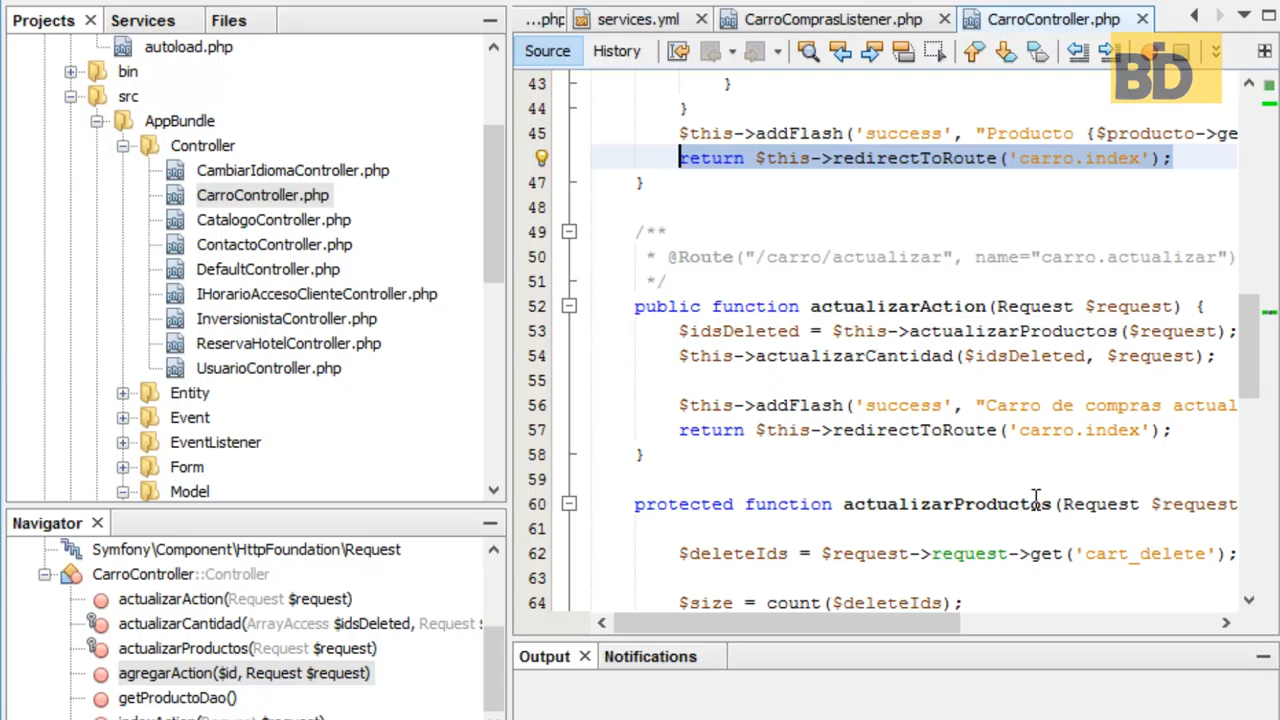 Projects
Services
Files
autoload.php
bin
src
AppBundle
Controller
CambiarIdiomaController.php
CarroController.php
CatalogoController.php
ContactoController.php
DefaultController.php
IHorarioAccesoClienteController.php
InversionistaController.php
ReservaHotelController.php
UsuarioController.php
Entity
Event
EventListener
Form
Model
Navigator
Symfony\Component\HttpFoundation\Request
CarroController::Controller
actualizarAction(Request $request)
actualizarCantidad(ArrayAccess $idsDeleted, Request $
actualizarProductos(Request $request)
agregarAction($id, Request $request)
getProductoDao()
indexAction(Request $request)
...php
services.yml
CarroComprasListener.php
CarroController.php
Source
History
BD
43 }
44 }
45 $this->addFlash('success', "Producto {$producto->ge
return $this->redirectToRoute('carro.index');
47 }
48
49 /**
50 * @Route("/carro/actualizar", name="carro.actualizar")
51 */
52 public function actualizarAction(Request $request) {
53 $idsDeleted = $this->actualizarProductos($request);
54 $this->actualizarCantidad($idsDeleted, $request);
55
56 $this->addFlash('success', "Carro de compras actual
57 return $this->redirectToRoute('carro.index');
58 }
59
60 protected function actualizarProductos(Request $request
61
62 $deleteIds = $request->request->get('cart_delete');
63
64 $size = count($deleteIds);
Output
Notifications